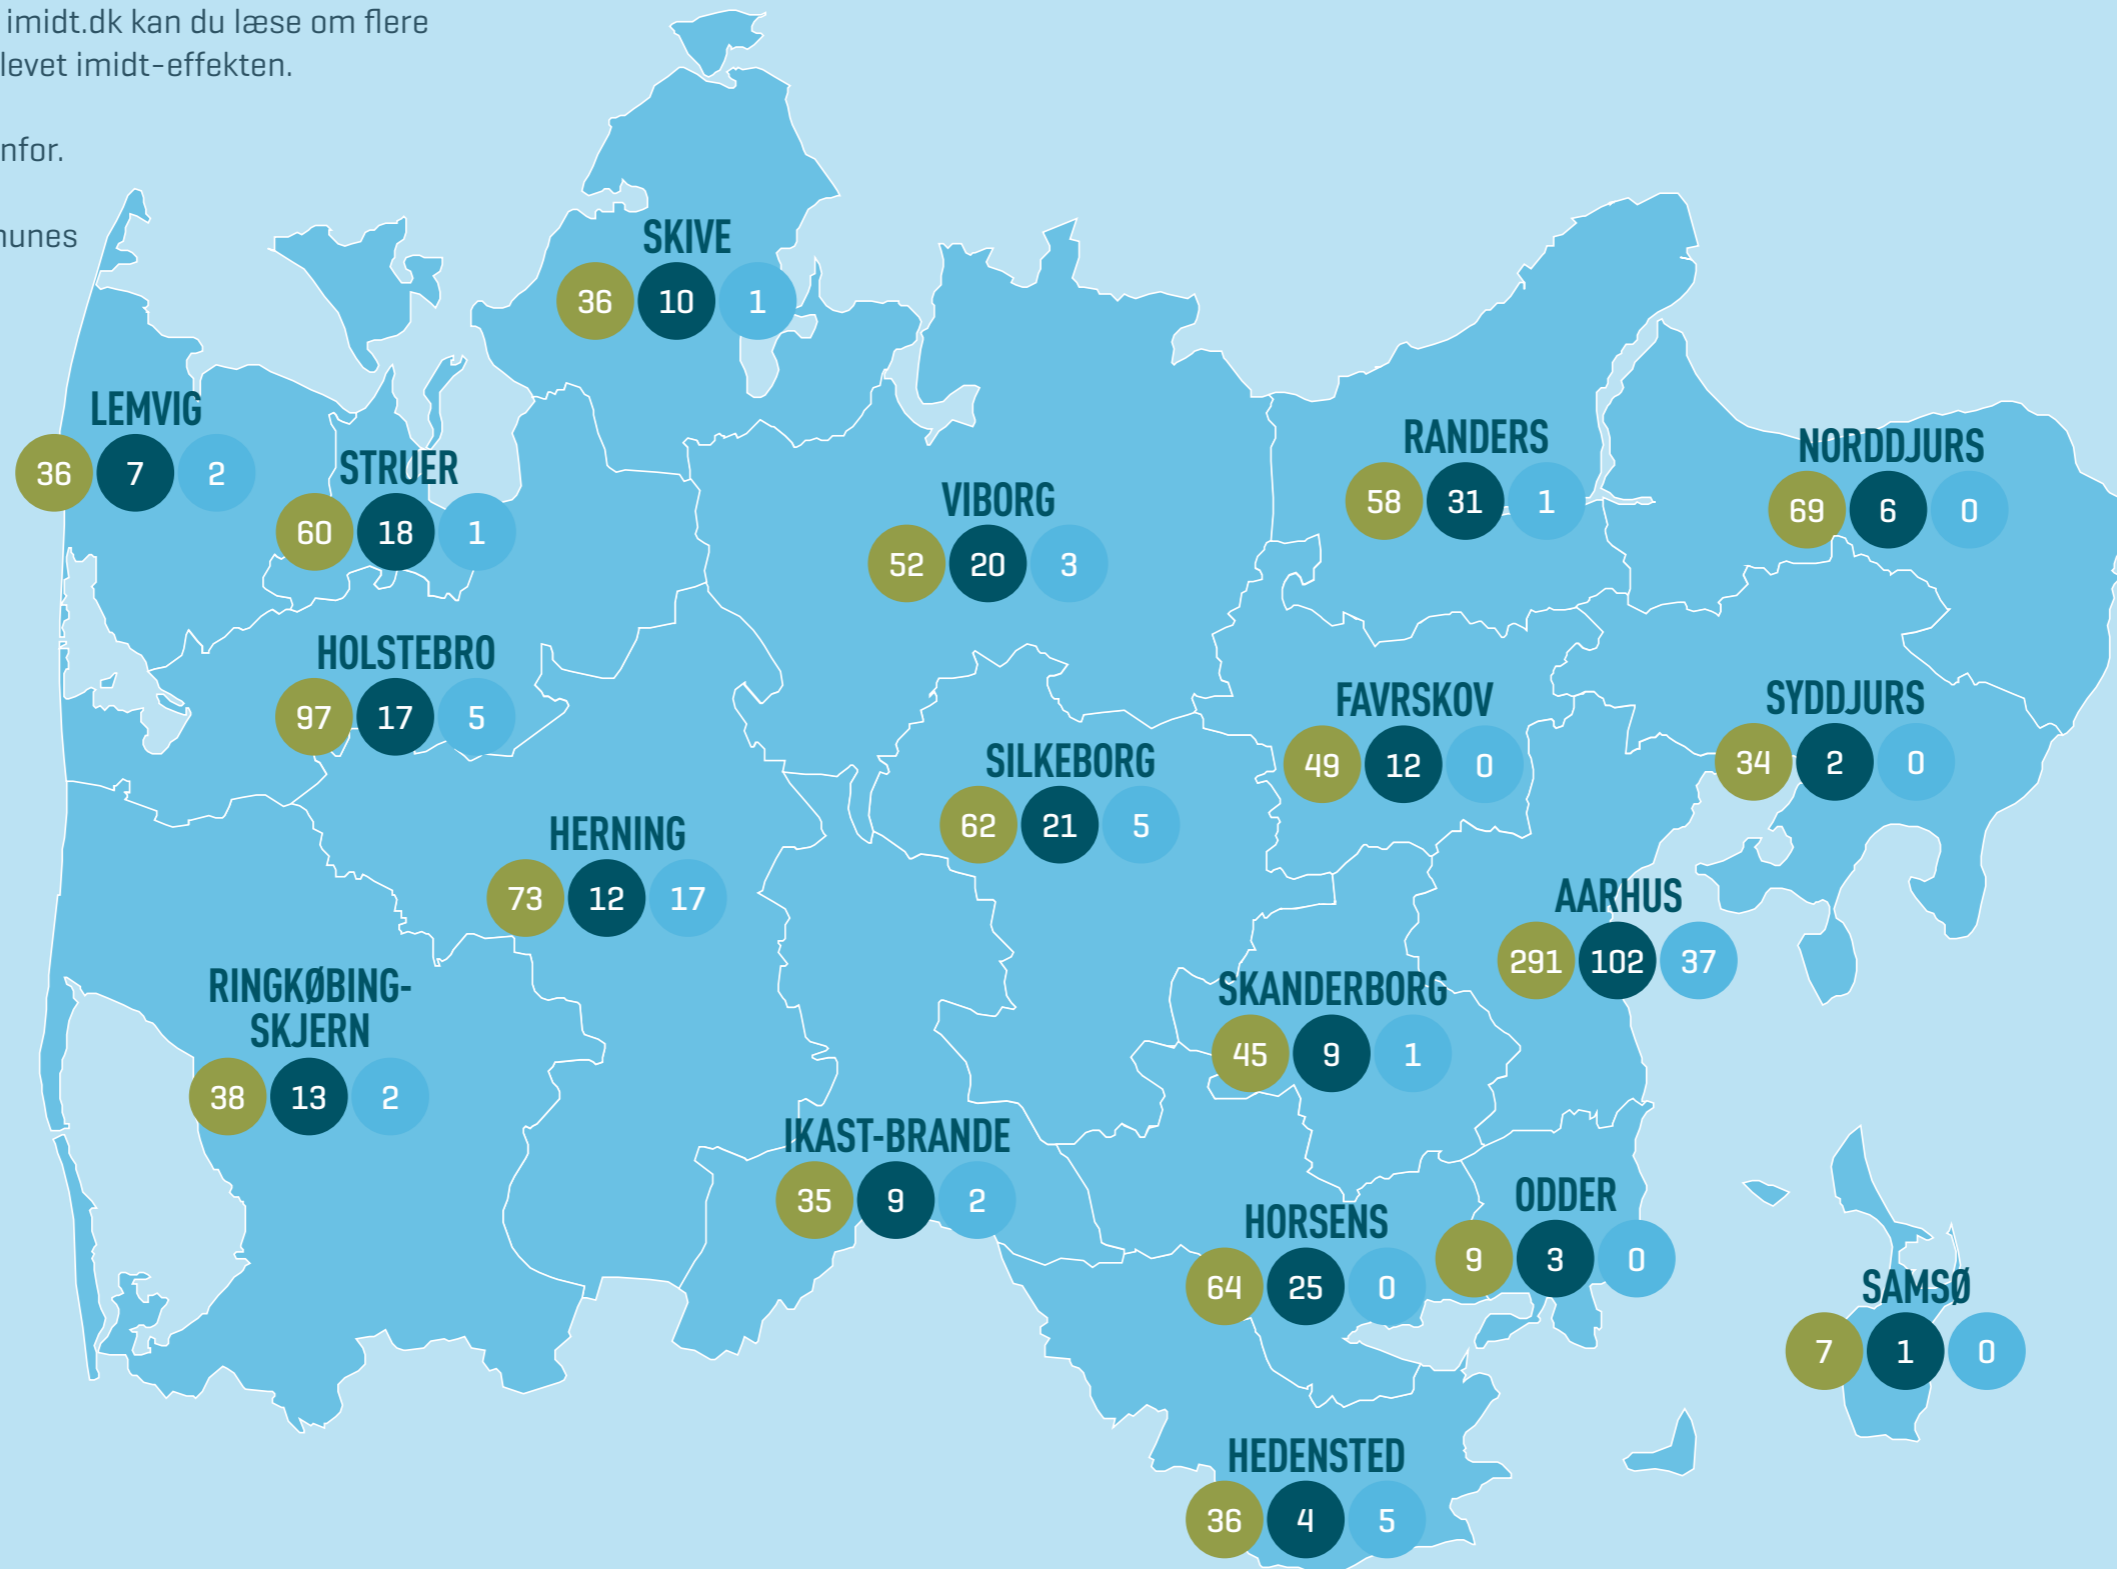 imidt.dk kan du læse om flere
levet imidt-effekten.
nfor.
nunes
SKIVE
36 10 1
LEMVIG
36 7 2
STRUER
60 18 1
VIBORG
52 20 3
RANDERS
58 31 1
NORDDJURS
69 6 0
HOLSTEBRO
97 17 5
FAVRSKOV
49 12 0
SYDDJURS
34 2 0
SILKEBORG
62 21 5
HERNING
73 12 17
AARHUS
291 102 37
RINGKØBING-
SKJERN
38 13 2
SKANDERBORG
45 9 1
IKAST-BRANDE
35 9 2
HORSENS
64 25 0
ODDER
9 3 0
SAMSØ
7 1 0
HEDENSTED
36 4 5